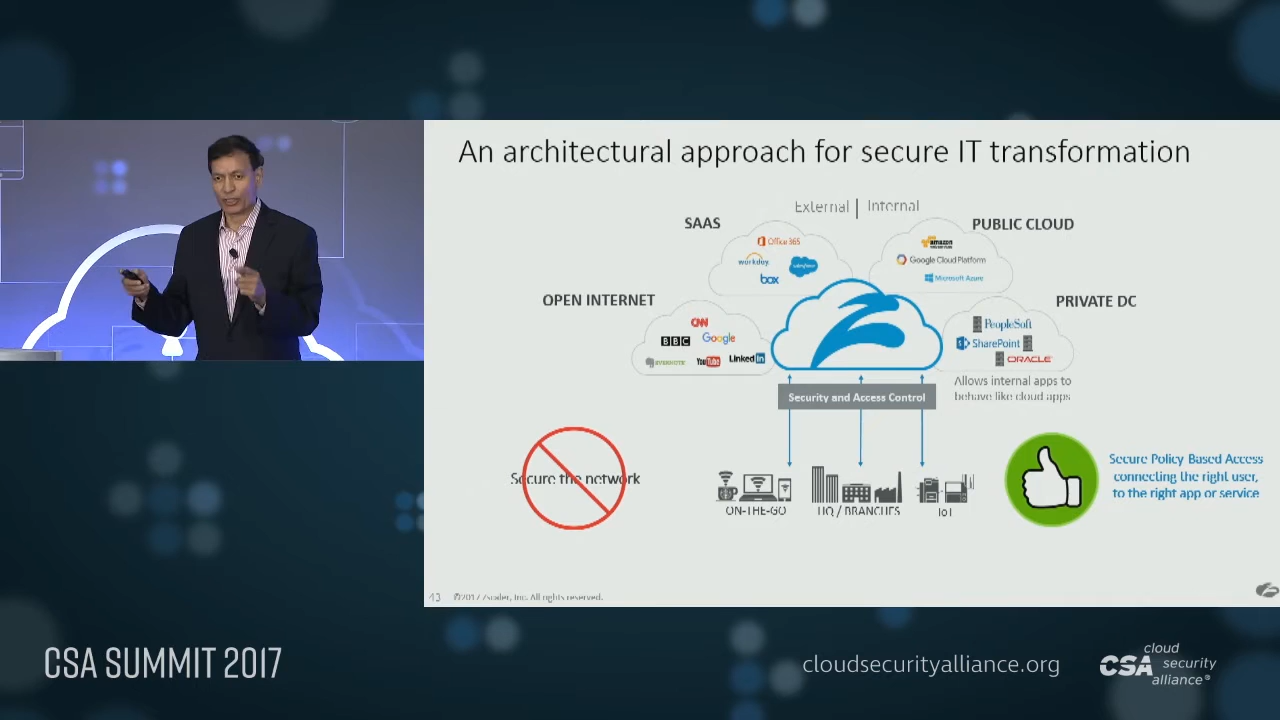 An architectural approach for secure IT transformation
External | Internal
SAAS
PUBLIC CLOUD
Office 365
workday
salesforce
box
amazon
Google Cloud Platform
Microsoft Azure
OPEN INTERNET
PRIVATE DC
CNN
BBC
Google
EVERNOTE
YouTube
LinkedIn
PeopleSoft
SharePoint
ORACLE
Allows internal apps to
behave like cloud apps
Security and Access Control
Secure the network
Secure Policy Based Access
connecting the right user,
to the right app or service
ON-THE-GO
HQ / BRANCHES
IoT
43
©2017 Zscaler, Inc. All rights reserved.
CSA SUMMIT 2017
cloudsecurityalliance.org
CSA cloud
security
alliance®